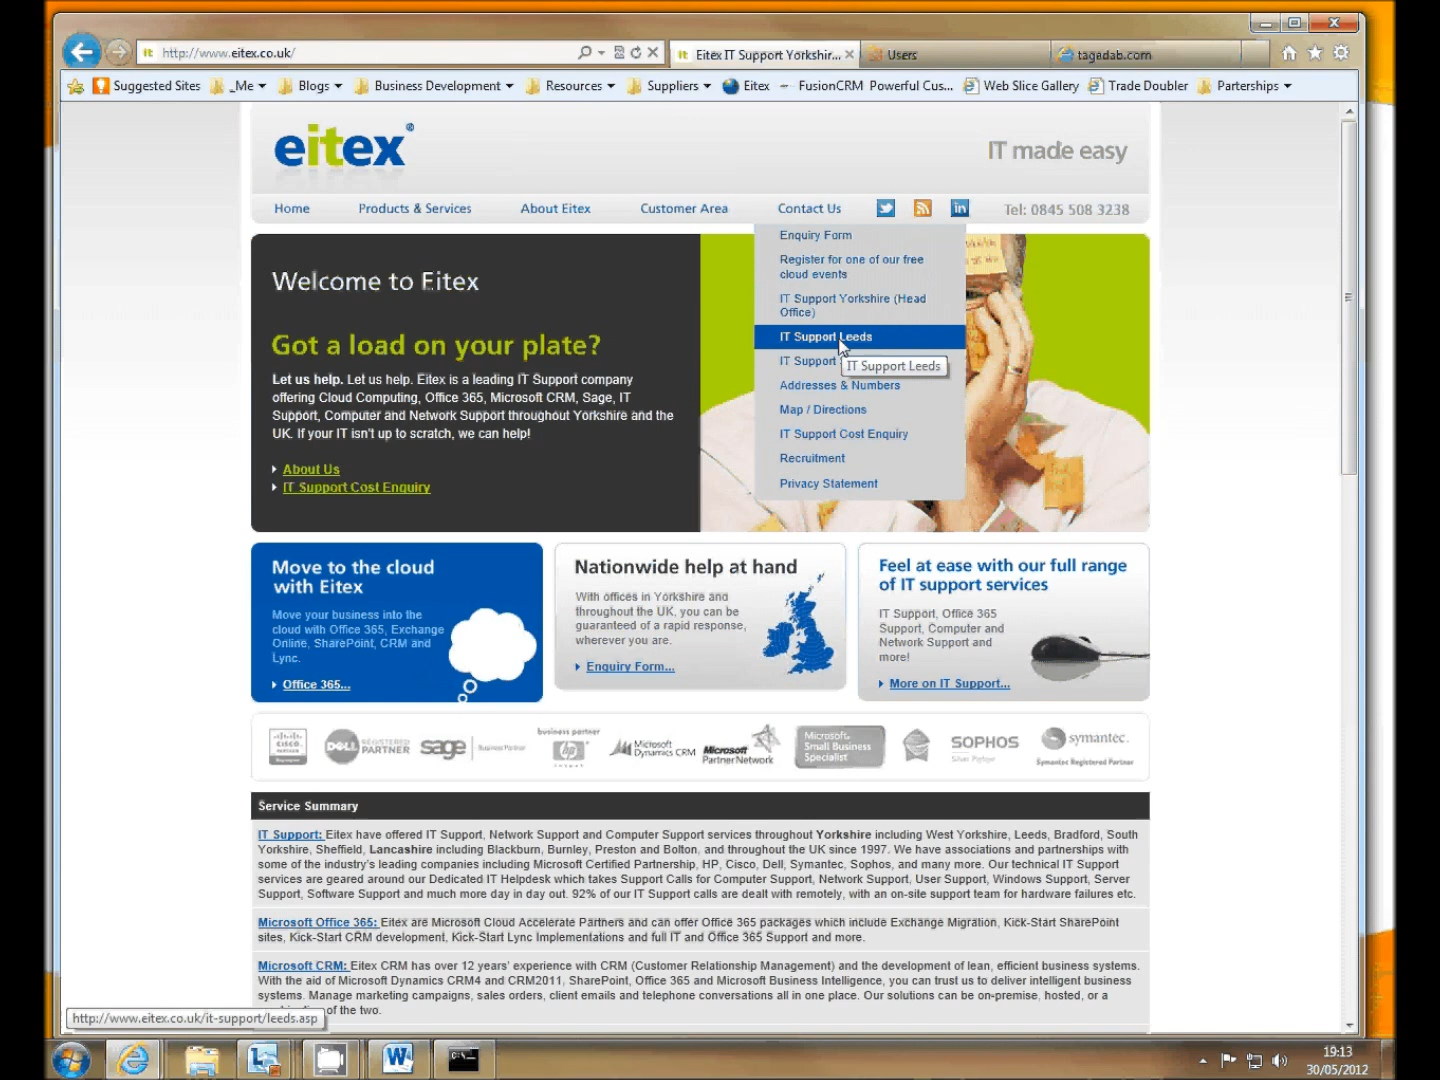 http://www.eitex.co.uk/
Eitex IT Support Yorkshir...
Users
tagadab.com
Suggested Sites
_Me
Blogs
Business Development
Resources
Suppliers
Eitex
FusionCRM Powerful Cus...
Web Slice Gallery
Trade Doubler
Parterships
eitex®
IT made easy
Home
Products & Services
About Eitex
Customer Area
Contact Us
in
Tel: 0845 508 3238
Enquiry Form
Register for one of our free
cloud events
IT Support Yorkshire (Head
Office)
IT Support Leeds
IT Support
IT Support Leeds
Addresses & Numbers
Map / Directions
IT Support Cost Enquiry
Recruitment
Privacy Statement
Welcome to Eitex
Got a load on your plate?
Let us help. Let us help. Eitex is a leading IT Support company
offering Cloud Computing, Office 365, Microsoft CRM, Sage, IT
Support, Computer and Network Support throughout Yorkshire and the
UK. If your IT isn't up to scratch, we can help!
About Us
IT Support Cost Enquiry
Move to the cloud
with Eitex
Move your business into the
cloud with Office 365, Exchange
Online, SharePoint, CRM and
Lync.
Office 365...
Nationwide help at hand
With offices in Yorkshire and
throughout the UK, you can be
guaranteed of a rapid response,
wherever you are.
Enquiry Form...
Feel at ease with our full range
of IT support services
IT Support, Office 365
Support, Computer and
Network Support and
more!
More on IT Support...
CISCO
DELL REGISTERED PARTNER
sage Business Partner
business partner
hp
Microsoft Dynamics CRM
Microsoft Partner Network
Microsoft Small Business Specialist
SOPHOS
symantec.
Symantec Registered Partner
Service Summary
IT Support: Eitex have offered IT Support, Network Support and Computer Support services throughout Yorkshire including West Yorkshire, Leeds, Bradford, South
Yorkshire, Sheffield, Lancashire including Blackburn, Burnley, Preston and Bolton, and throughout the UK since 1997. We have associations and partnerships with
some of the industry's leading companies including Microsoft Certified Partnership, HP, Cisco, Dell, Symantec, Sophos, and many more. Our technical IT Support
services are geared around our Dedicated IT Helpdesk which takes Support Calls for Computer Support, Network Support, User Support, Windows Support, Server
Support, Software Support and much more day in day out. 92% of our IT Support calls are dealt with remotely, with an on-site support team for hardware failures etc.
Microsoft Office 365: Eitex are Microsoft Cloud Accelerate Partners and can offer Office 365 packages which include Exchange Migration, Kick-Start SharePoint
sites, Kick-Start CRM development, Kick-Start Lync Implementations and full IT and Office 365 Support and more.
Microsoft CRM: Eitex CRM has over 12 years' experience with CRM (Customer Relationship Management) and the development of lean, efficient business systems.
With the aid of Microsoft Dynamics CRM4 and CRM2011, SharePoint, Office 365 and Microsoft Business Intelligence, you can trust us to deliver intelligent business
systems. Manage marketing campaigns, sales orders, client emails and telephone conversations all in one place. Our solutions can be on-premise, hosted, or a
of the two.
http://www.eitex.co.uk/it-support/leeds.asp
19:13
30/05/2012